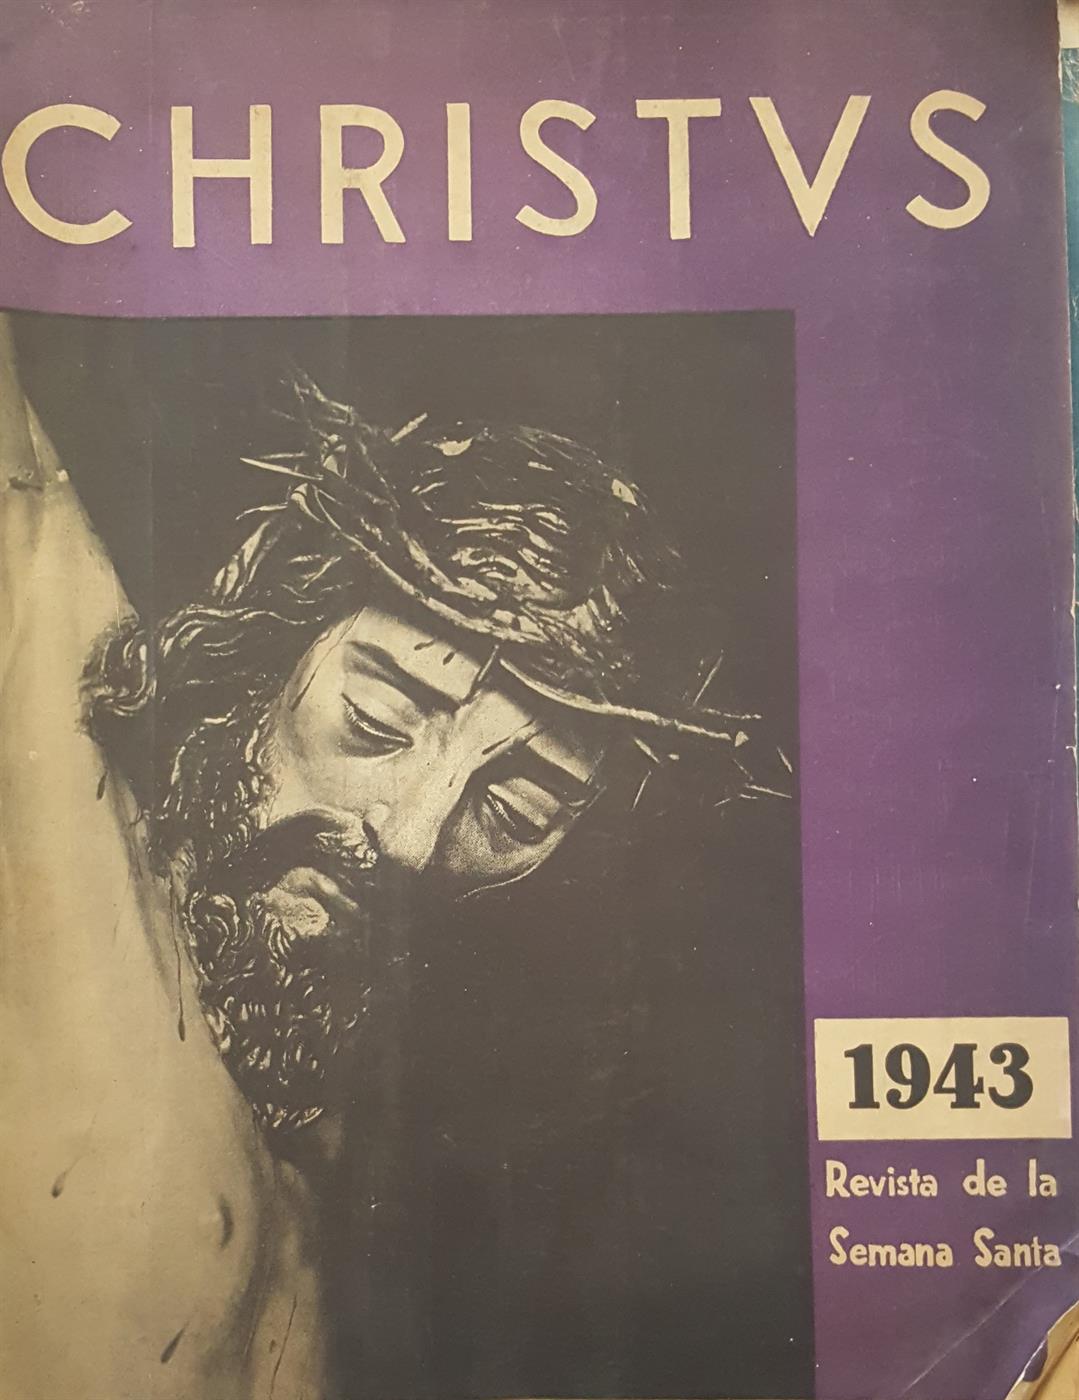 CHRISTVS
1943
Revista de la
Semana Santa